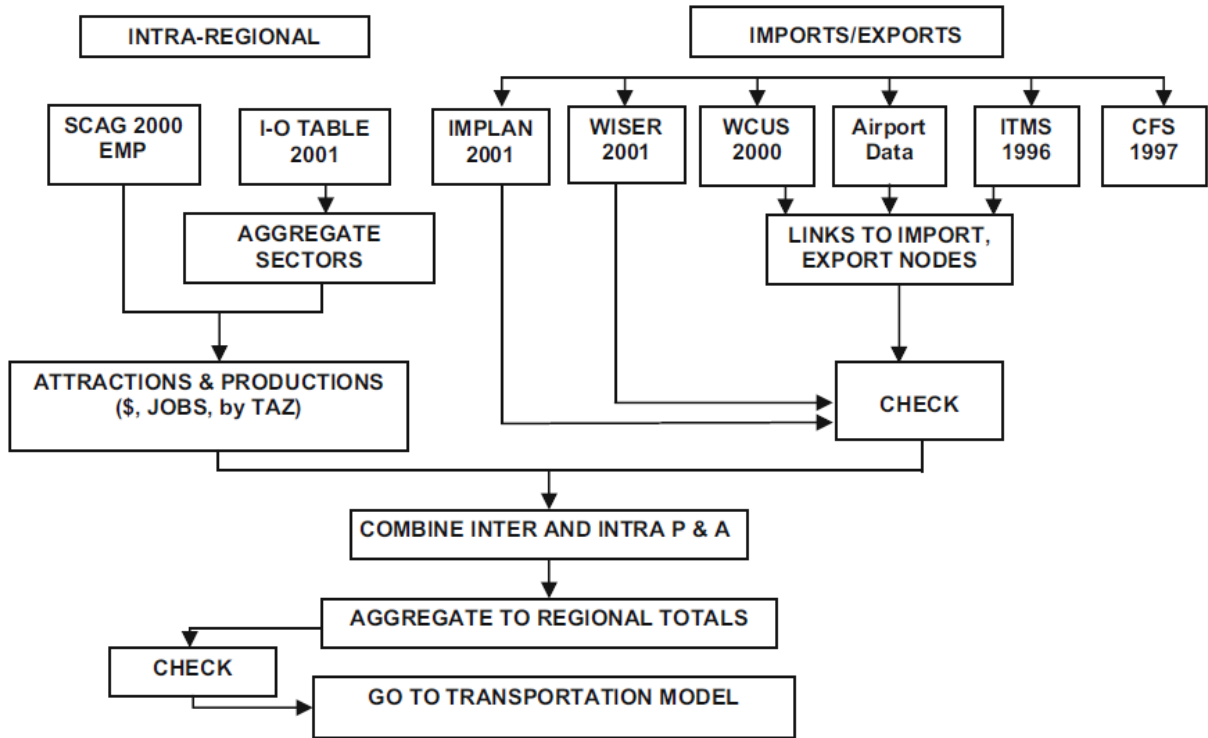 INTRA-REGIONAL
IMPORTS/EXPORTS
SCAG 2000
EMP
I-O TABLE
2001
IMPLAN
2001
WISER
2001
WCUS
2000
Airport
Data
ITMS
1996
CFS
1997
AGGREGATE
SECTORS
LINKS TO IMPORT,
EXPORT NODES
ATTRACTIONS & PRODUCTIONS
($, JOBS, by TAZ)
CHECK
COMBINE INTER AND INTRA P & A
AGGREGATE TO REGIONAL TOTALS
CHECK
GO TO TRANSPORTATION MODEL